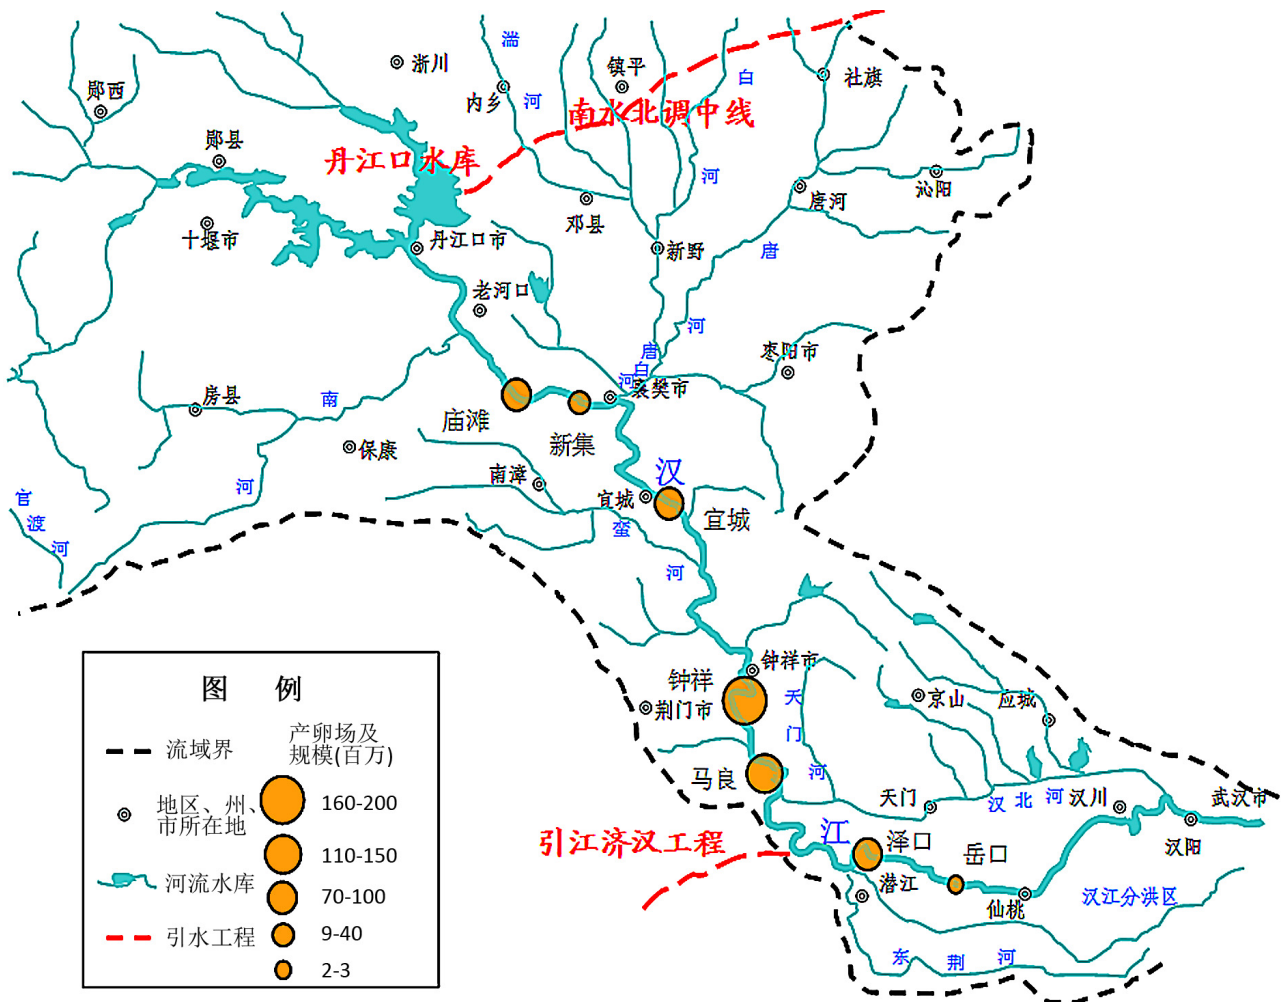 淅川
湍
河
镇平
白
社旗
内乡
南水北调中线
郧西
郧县
丹江口水库
河
沁阳
唐河
邓县
十堰市
丹江口市
新野
唐
老河口
河
唐
白
河
枣阳市
襄樊市
房县
南
庙滩
新集
保康
汉
南漳
宜城
宜城
河
官
渡
河
蛮
河
钟祥市
钟祥
荆门市
天
门
河
京山
应城
马良
天门
汉北河
汉川
武汉市
汉阳
引江济汉工程
江
泽口
岳口
潜江
仙桃
汉江分洪区
东荆河
图 例
流域界
产卵场及
规模(百万)
地区、州、
市所在地
河流水库
引水工程
160-200
110-150
70-100
9-40
2-3